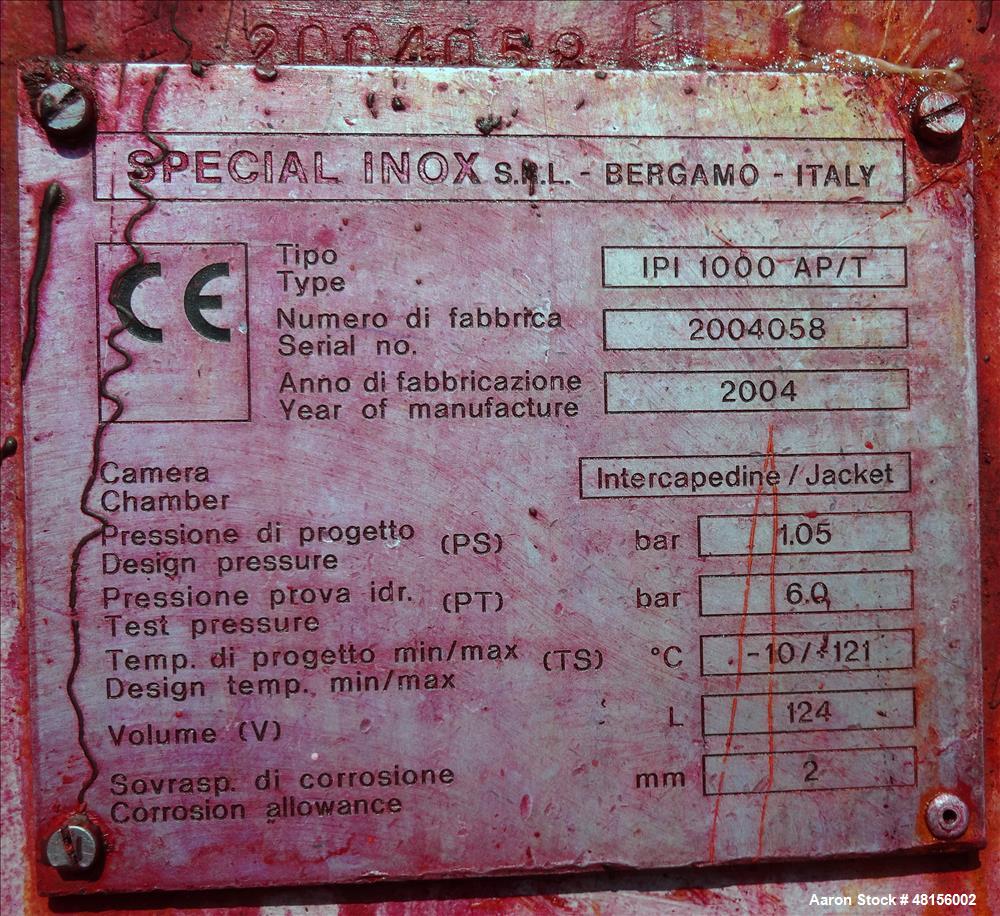 2004058
SPECIAL INOX S.R.L. - BERGAMO - ITALY
CE
Tipo
Type
IPI 1000 AP/T
Numero di fabbrica
Serial no.
2004058
Anno di fabbricazione
Year of manufacture
2004
Camera
Chamber
Intercapedine / Jacket
Pressione di progetto
Design pressure
(PS) bar 1.05
Pressione prova idr.
Test pressure
(PT) bar 6.0
Temp. di progetto min/max
Design temp. min/max
(TS) °C -10/+121
Volume (V) L 124
Sovrasp. di corrosione
Corrosion allowance
mm 2
Aaron Stock # 48156002